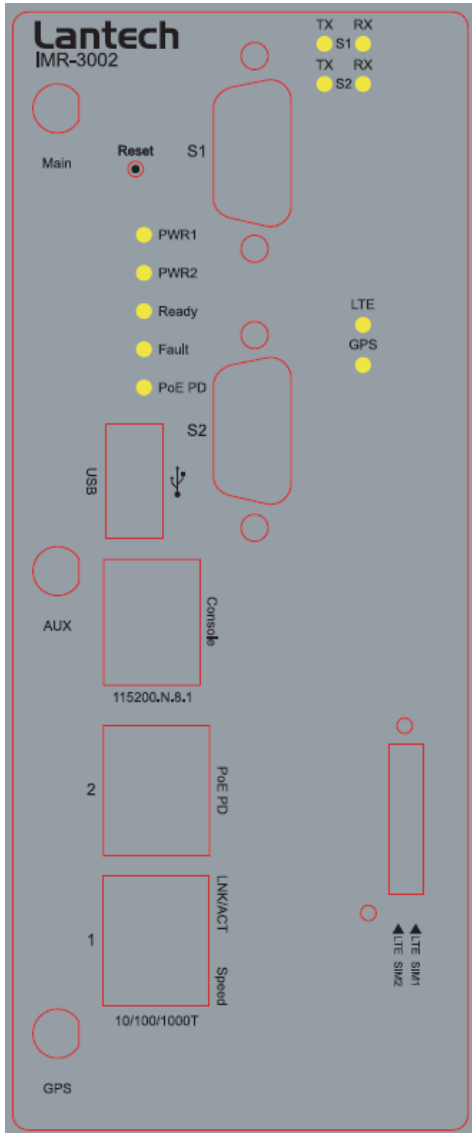 Lantech
IMR-3002
TX RX
S1
TX RX
S2
Main
Reset
S1
PWR1
PWR2
Ready
Fault
PoE PD
LTE
GPS
S2
USB
AUX
Console
115200.N.8.1
2
PoE PD
1
LNK/ACT
Speed
10/100/1000T
◀LTE SIM1
◀LTE SIM2
GPS